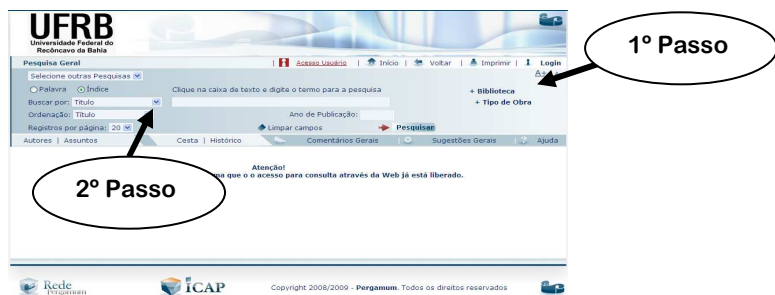 UFRB
Universidade Federal do
Recôncavo da Bahia
1º Passo
Pesquisa Geral | Acesso Usuário | Início | Voltar | Imprimir | Login
Selecione outras Pesquisas
Palavra Índice Clique na caixa de texto e digite o termo para a pesquisa + Biblioteca
Buscar por: Título + Tipo de Obra
Ordenação: Título Ano de Publicação:
Registros por página: 20 Limpar campos Pesquisar
Autores | Assuntos Cesta | Histórico Comentários Gerais | Sugestões Gerais | Ajuda
Atenção!
que o o acesso para consulta através da Web já está liberado.
2º Passo
Rede Pergamum ICAP Copyright 2008/2009 - Pergamum. Todos os direitos reservados